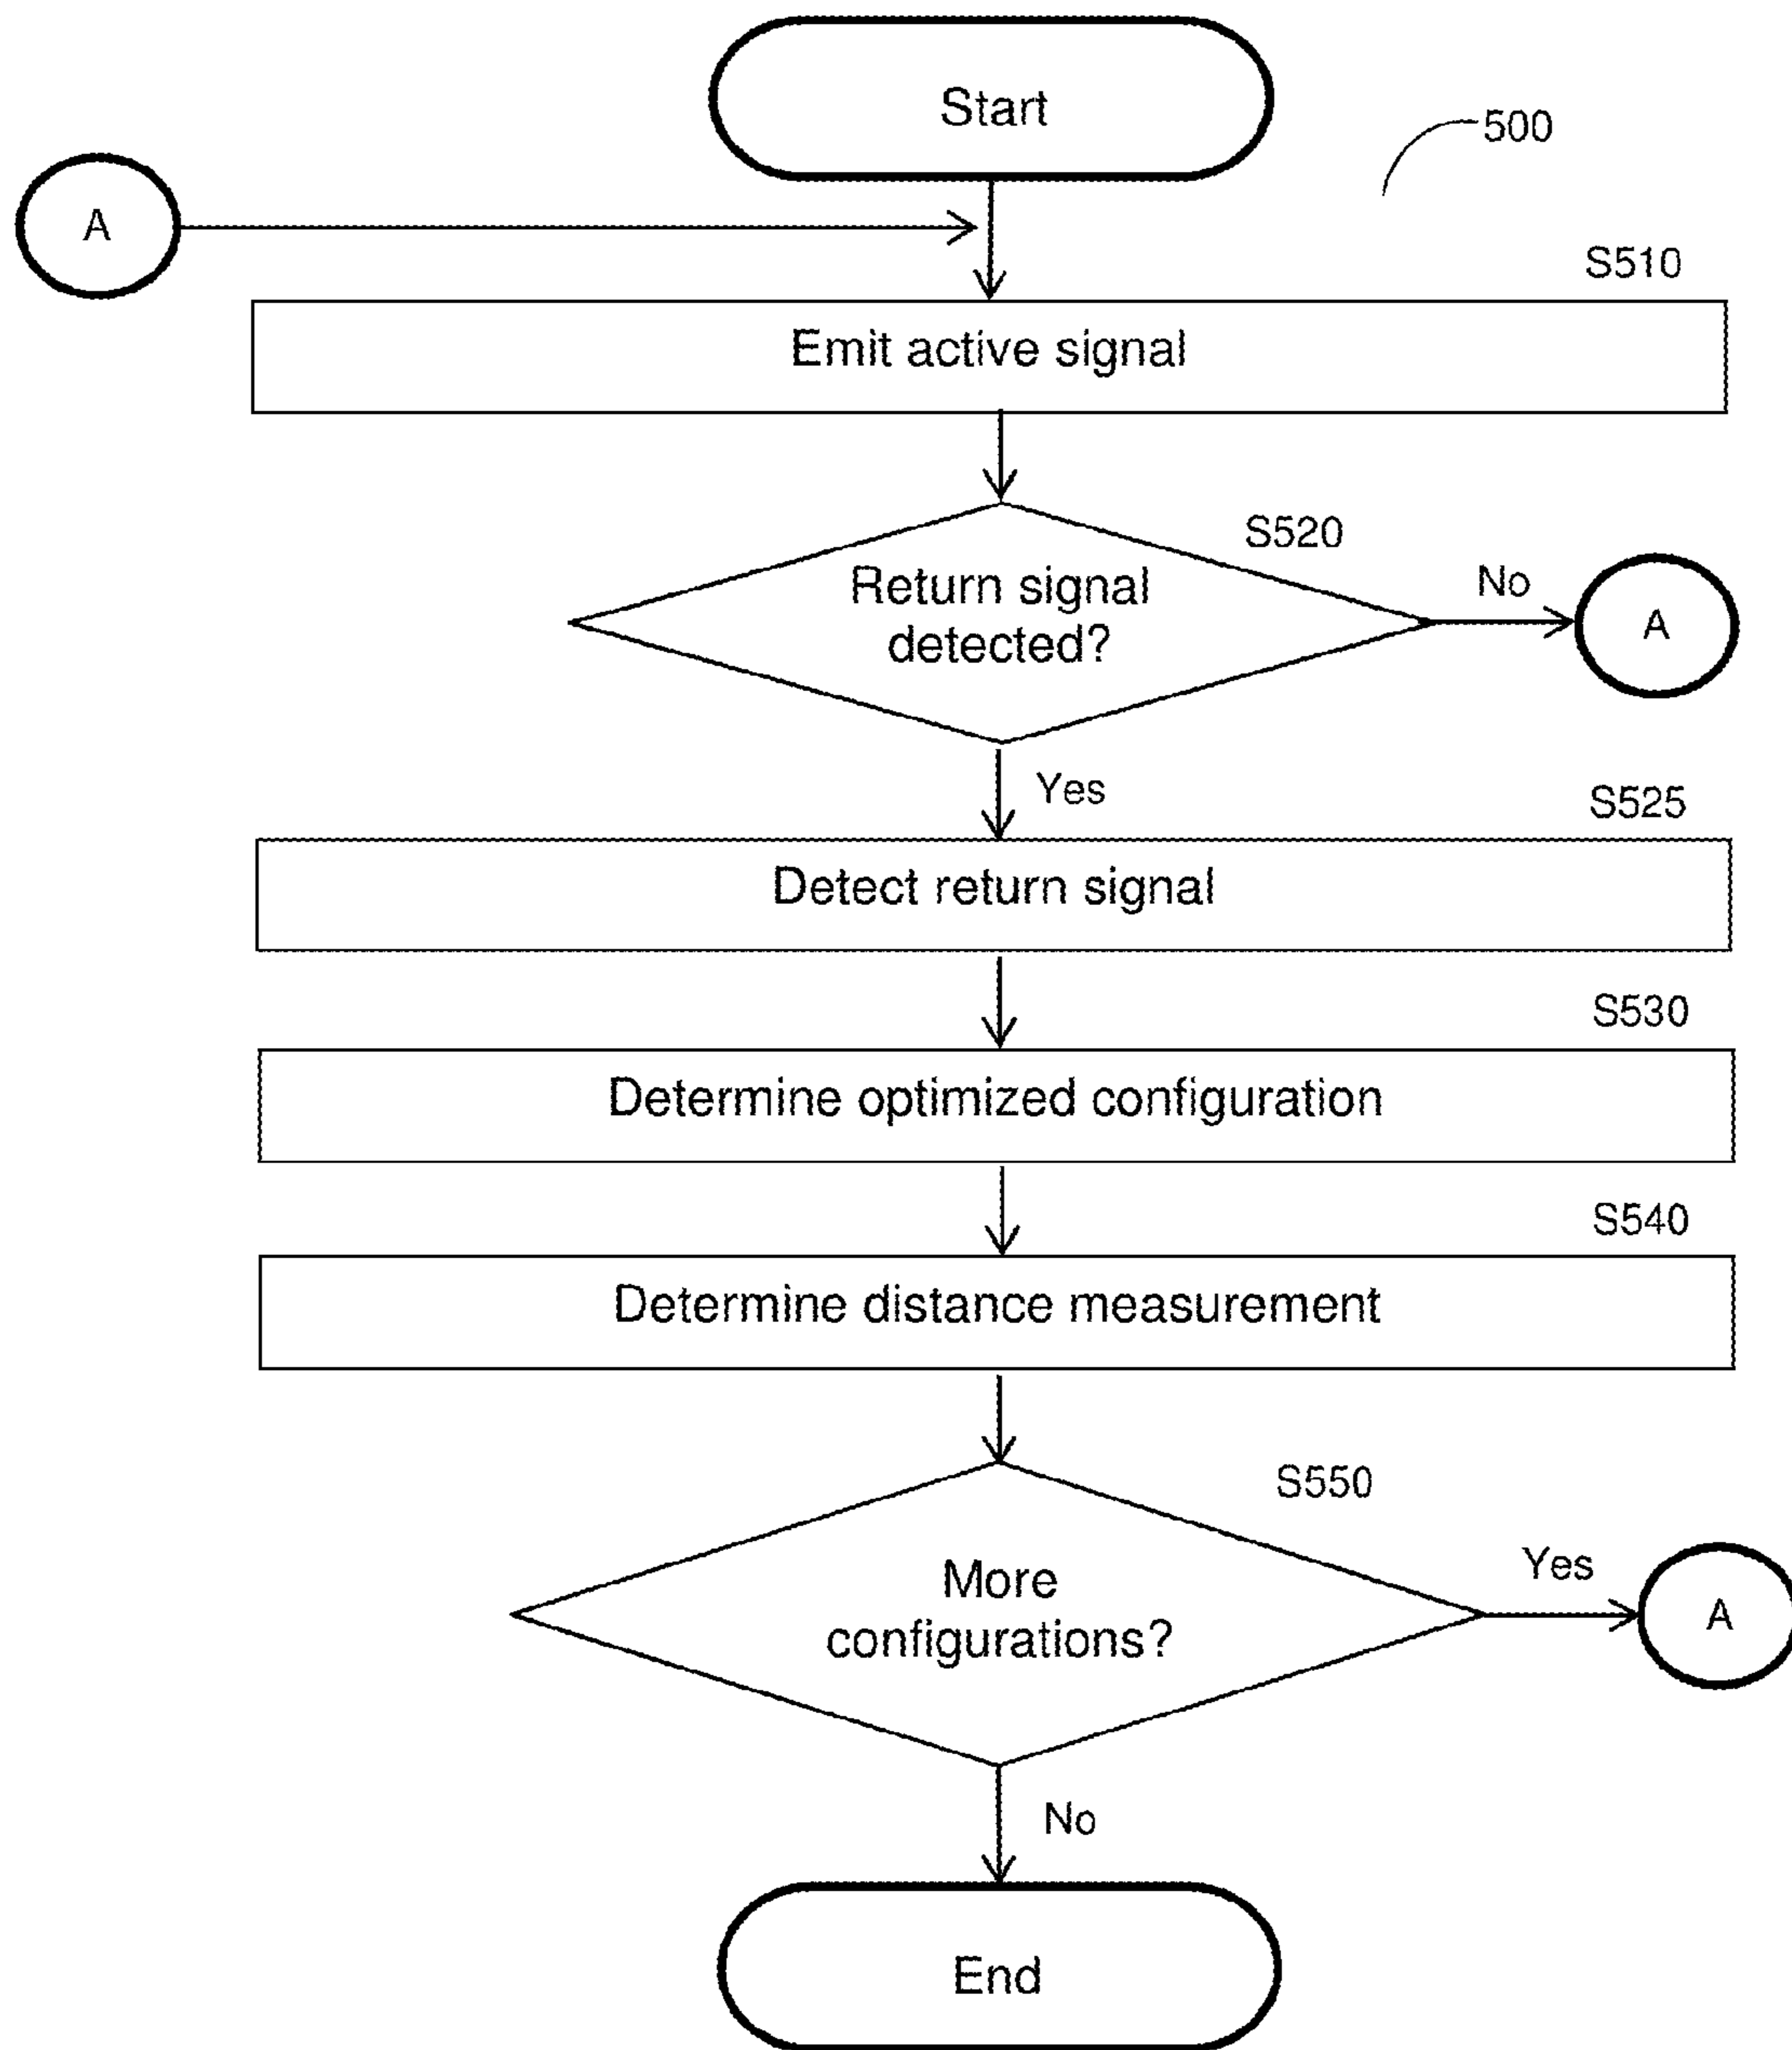 Start
500
A
S510
Emit active signal
S520
Return signal
detected?
No
A
Yes
S525
Detect return signal
S530
Determine optimized configuration
S540
Determine distance measurement
S550
More
configurations?
Yes
A
No
End